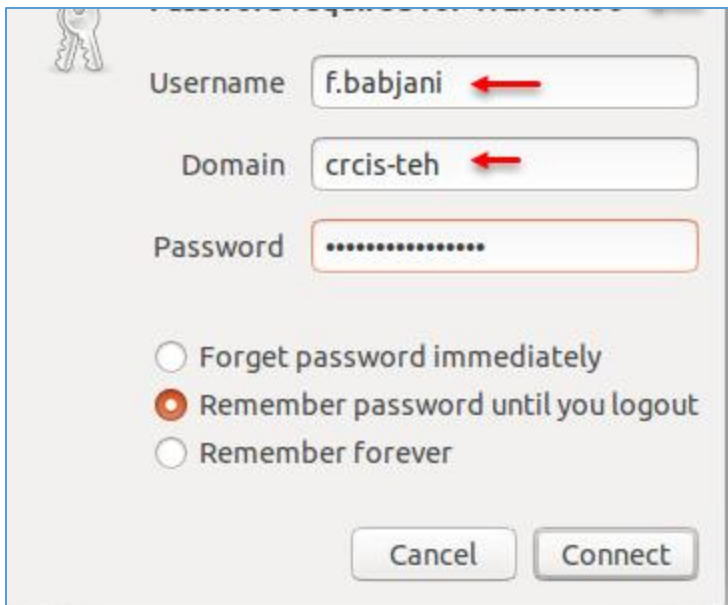 Username f.babjani
Domain crcis-teh
Password ••••••••••••••••
Forget password immediately
Remember password until you logout
Remember forever
Cancel Connect